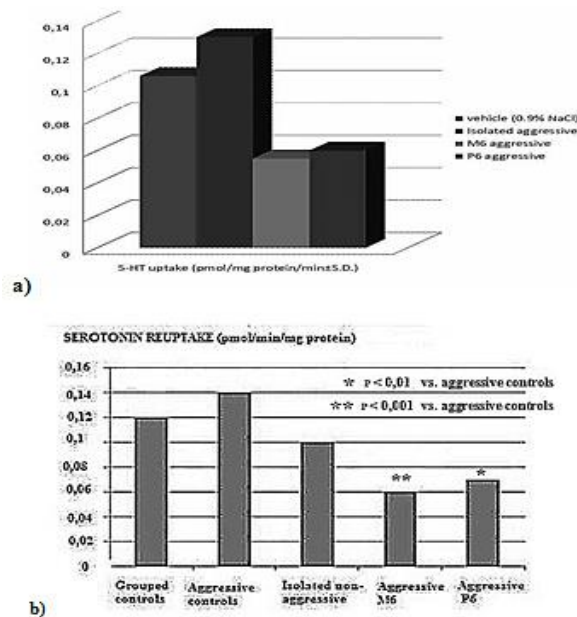 0,14
0,12
0,1
0,08
0,06
0,04
0,02
0
vehicle (0.9% NaCl)
Isolated aggressive
M6 aggressive
P6 aggressive
5-HT uptake (pmol/mg protein/min±S.D.)
a)
SEROTONIN REUPTAKE (pmol/min/mg protein)
0,16
0,14
0,12
0,1
0,08
0,06
0,04
0,02
0
* P < 0,01 vs. aggressive controls
** P < 0,001 vs. aggressive controls
** *
Grouped controls
Aggressive controls
Isolated non-aggressive
Aggressive M6
Aggressive P6
b)